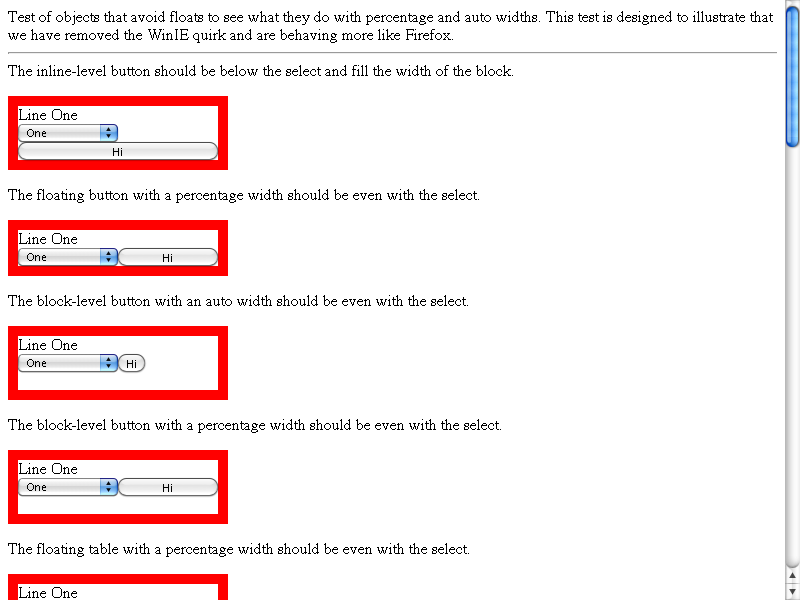 Test of objects that avoid floats to see what they do with percentage and auto widths. This test is designed to illustrate that
we have removed the WinIE quirk and are behaving more like Firefox.
The inline-level button should be below the select and fill the width of the block.
Line One
One
Hi
The floating button with a percentage width should be even with the select.
Line One
One Hi
The block-level button with an auto width should be even with the select.
Line One
One Hi
The block-level button with a percentage width should be even with the select.
Line One
One Hi
The floating table with a percentage width should be even with the select.
Line One